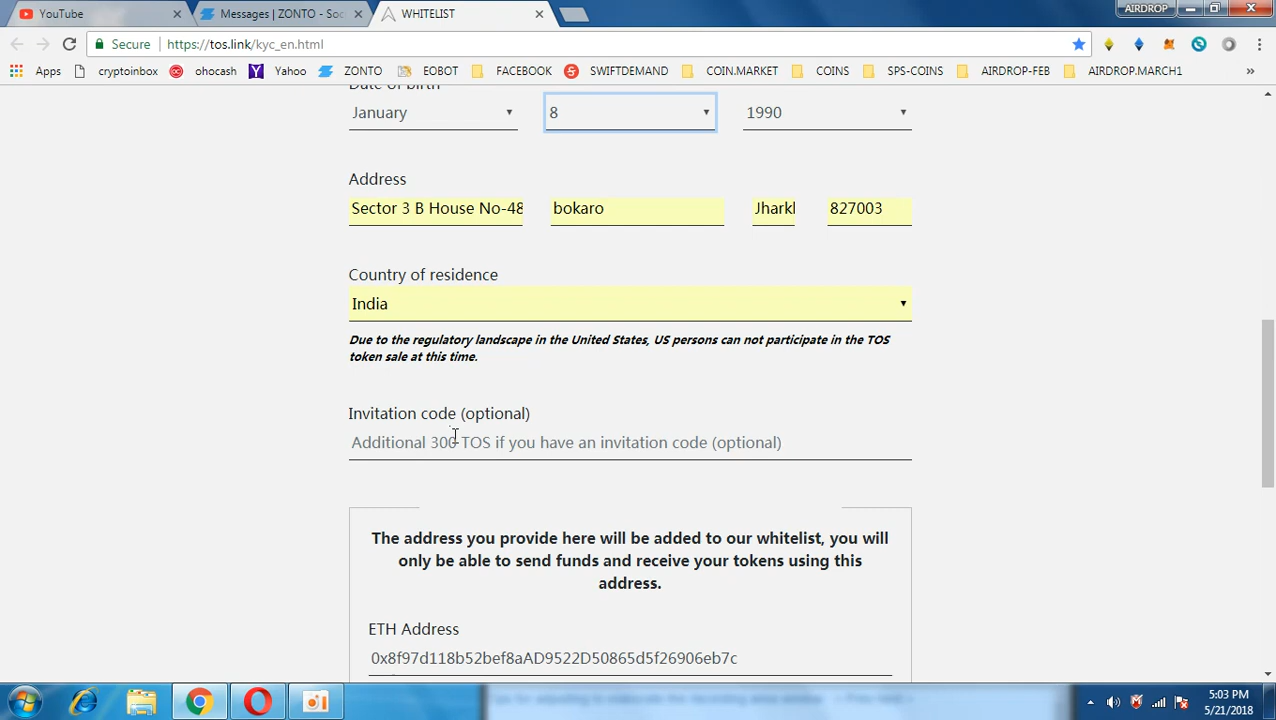 YouTube
Messages | ZONTO - Soc
WHITELIST
AIRDROP
Secure
https://tos.link/kyc_en.html
Apps
cryptoinbox
ohocash
Yahoo
ZONTO
EOBOT
FACEBOOK
SWIFTDEMAND
COIN.MARKET
COINS
SPS-COINS
AIRDROP-FEB
AIRDROP.MARCH1
»
Date of birth
January
8
1990
Address
Sector 3 B House No-48
bokaro
Jharkl
827003
Country of residence
India
Due to the regulatory landscape in the United States, US persons can not participate in the TOS
token sale at this time.
Invitation code (optional)
Additional 300 TOS if you have an invitation code (optional)
The address you provide here will be added to our whitelist, you will
only be able to send funds and receive your tokens using this
address.
ETH Address
0x8f97d118b52bef8aAD9522D50865d5f26906eb7c
5:03 PM
5/21/2018